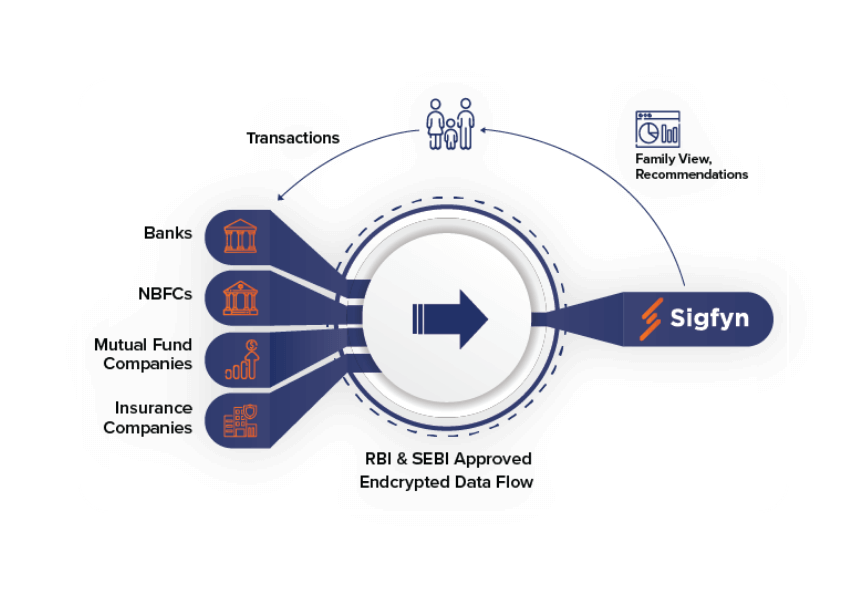 Transactions
Family View,
Recommendations
Banks
NBFCs
Mutual Fund
Companies
Insurance
Companies
Sigfyn
RBI & SEBI Approved
Endcrypted Data Flow